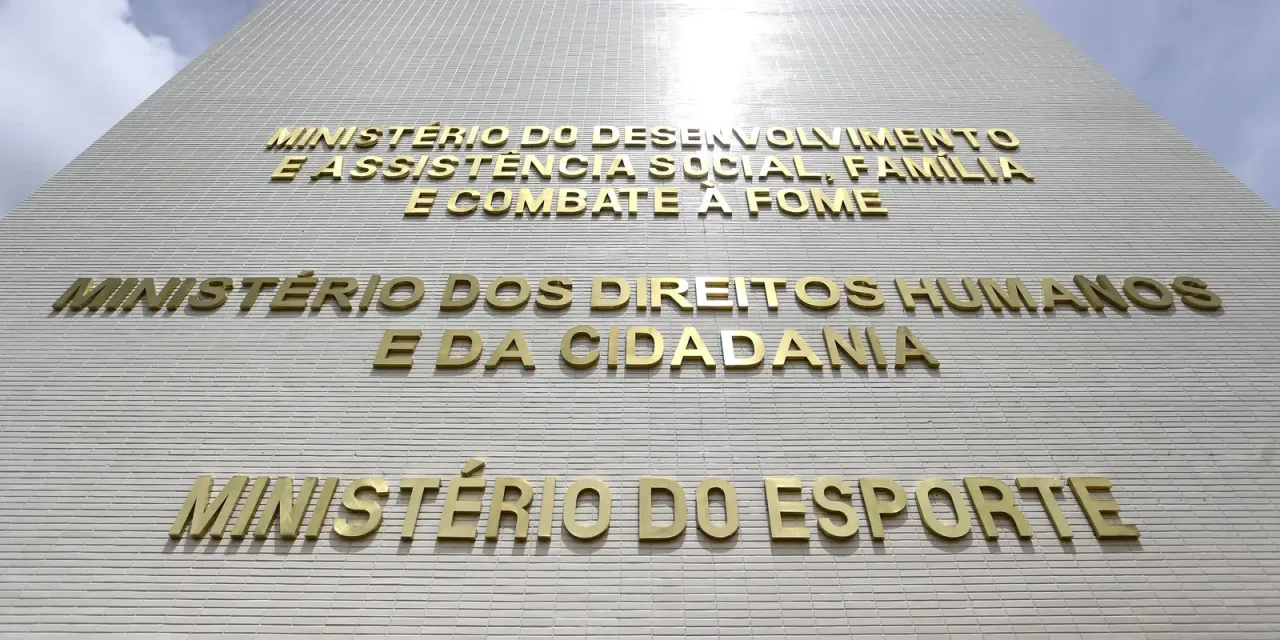 MINISTÉRIO DO DESENVOLVIMENTO
E ASSISTÊNCIA SOCIAL, FAMÍLIA
E COMBATE À FOME
MINISTÉRIO DOS DIREITOS HUMANOS
E DA CIDADANIA
MINISTÉRIO DO ESPORTE